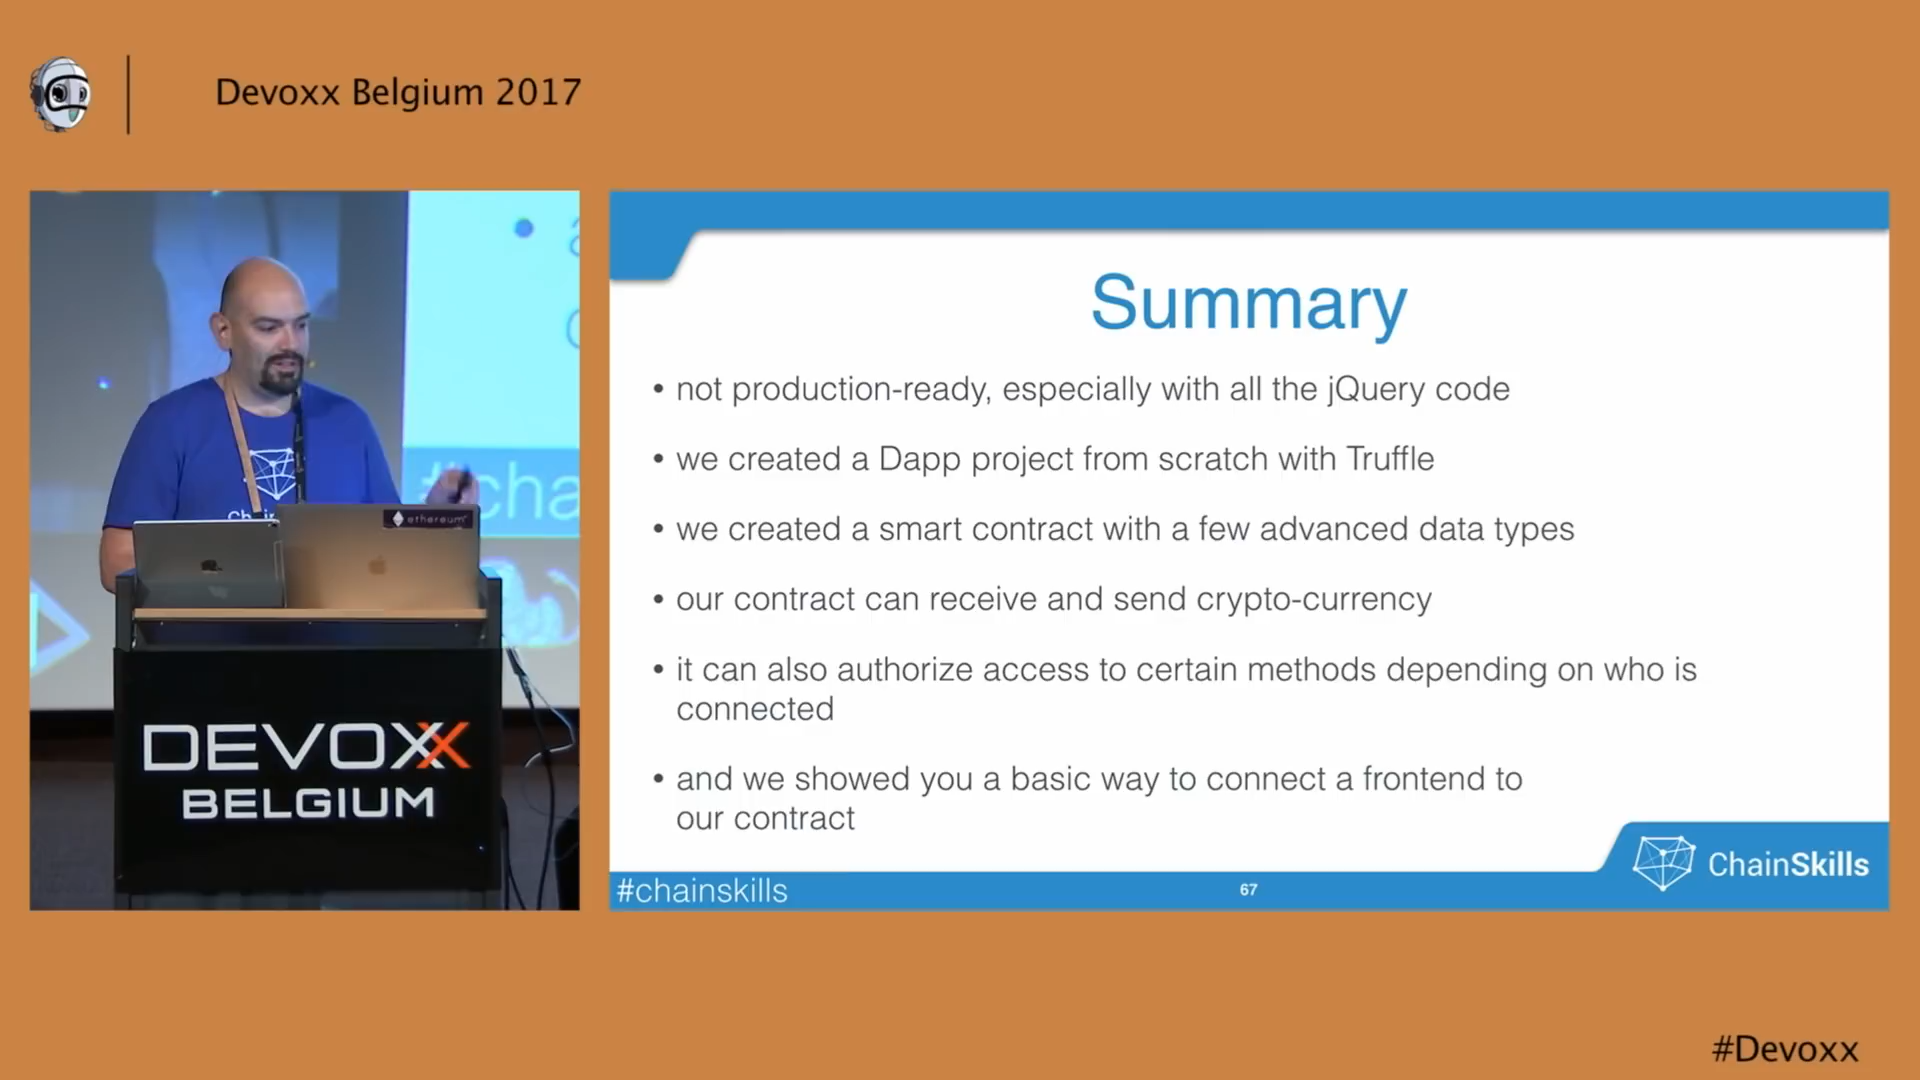 Devoxx Belgium 2017
#cha
ethereum
DEVOXX
BELGIUM
Summary
• not production-ready, especially with all the jQuery code
• we created a Dapp project from scratch with Truffle
• we created a smart contract with a few advanced data types
• our contract can receive and send crypto-currency
• it can also authorize access to certain methods depending on who is
connected
• and we showed you a basic way to connect a frontend to
our contract
#chainskills
67
ChainSkills
#Devoxx